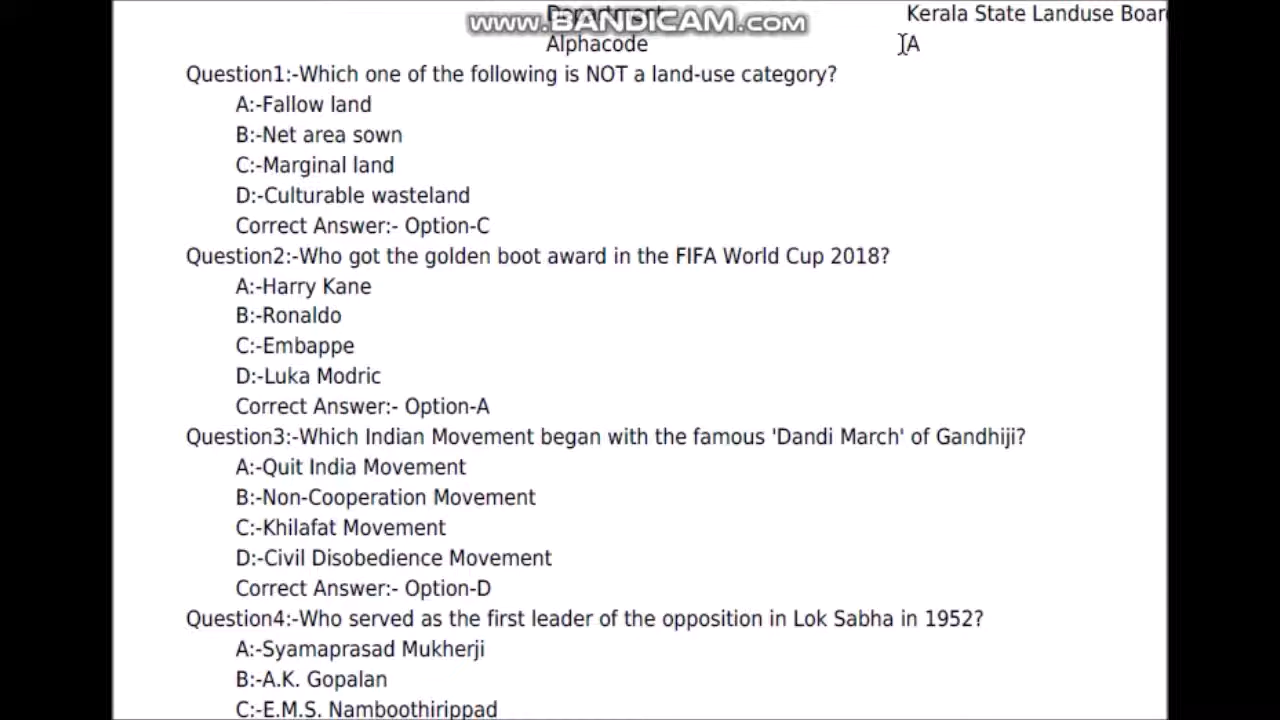 Department
www.BANDICAM.com
Kerala State Landuse Boar
Alphacode
A
Question1:-Which one of the following is NOT a land-use category?
A:-Fallow land
B:-Net area sown
C:-Marginal land
D:-Culturable wasteland
Correct Answer:- Option-C
Question2:-Who got the golden boot award in the FIFA World Cup 2018?
A:-Harry Kane
B:-Ronaldo
C:-Embappe
D:-Luka Modric
Correct Answer:- Option-A
Question3:-Which Indian Movement began with the famous 'Dandi March' of Gandhiji?
A:-Quit India Movement
B:-Non-Cooperation Movement
C:-Khilafat Movement
D:-Civil Disobedience Movement
Correct Answer:- Option-D
Question4:-Who served as the first leader of the opposition in Lok Sabha in 1952?
A:-Syamaprasad Mukherji
B:-A.K. Gopalan
C:-E.M.S. Namboothirippad